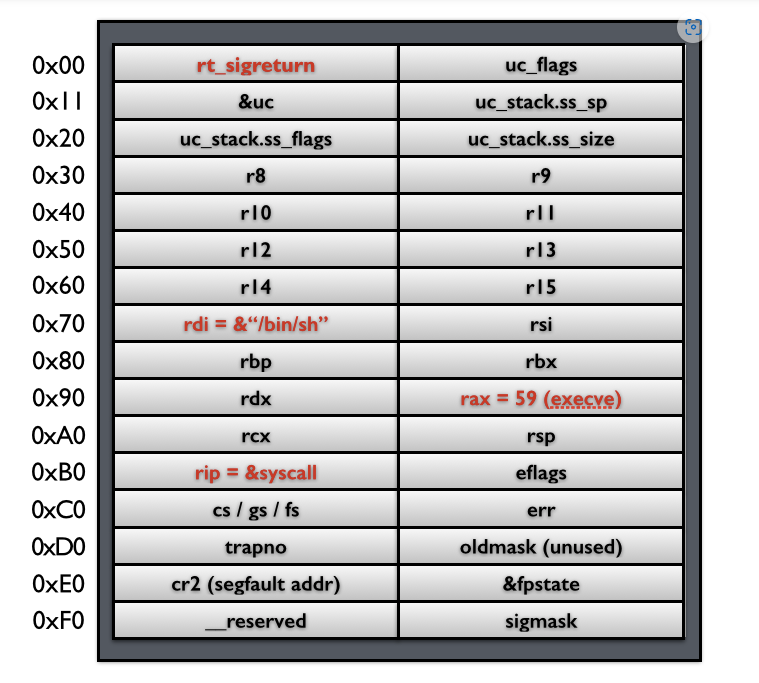 0x00 rt_sigreturn uc_flags
0x11 &uc uc_stack.ss_sp
0x20 uc_stack.ss_flags uc_stack.ss_size
0x30 r8 r9
0x40 r10 r11
0x50 r12 r13
0x60 r14 r15
0x70 rdi = &“/bin/sh” rsi
0x80 rbp rbx
0x90 rdx rax = 59 (execve)
0xA0 rcx rsp
0xB0 rip = &syscall eflags
0xC0 cs / gs / fs err
0xD0 trapno oldmask (unused)
0xE0 cr2 (segfault addr) &fpstate
0xF0 __reserved sigmask